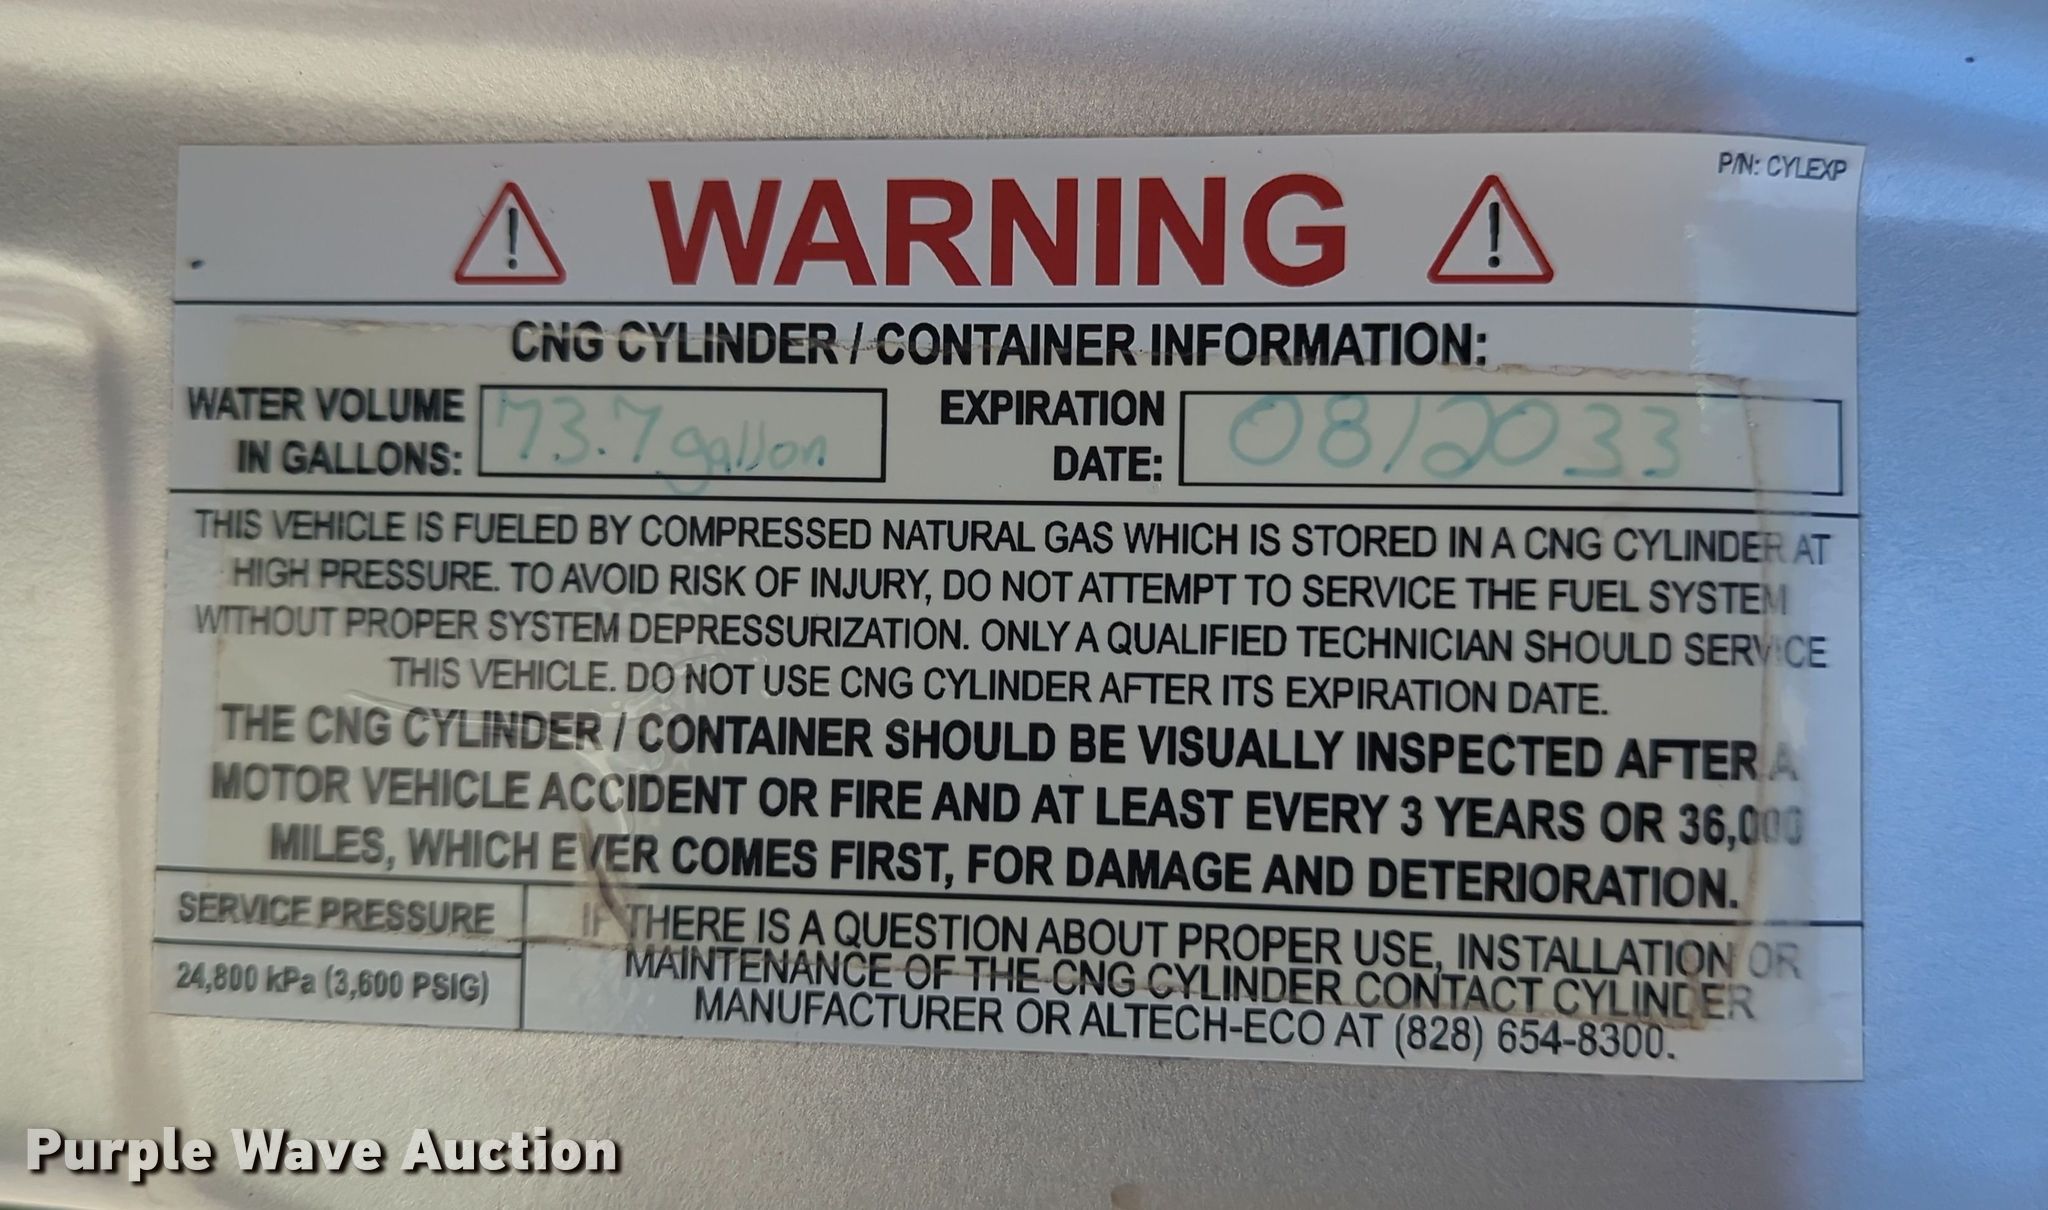 P/N: CYLEXP
WARNING
CNG CYLINDER / CONTAINER INFORMATION:
WATER VOLUME
IN GALLONS:
73.7 gallon
EXPIRATION
DATE:
08/2033
THIS VEHICLE IS FUELED BY COMPRESSED NATURAL GAS WHICH IS STORED IN A CNG CYLINDER AT
HIGH PRESSURE. TO AVOID RISK OF INJURY, DO NOT ATTEMPT TO SERVICE THE FUEL SYSTEM
WITHOUT PROPER SYSTEM DEPRESSURIZATION. ONLY A QUALIFIED TECHNICIAN SHOULD SERVICE
THIS VEHICLE. DO NOT USE CNG CYLINDER AFTER ITS EXPIRATION DATE.
THE CNG CYLINDER / CONTAINER SHOULD BE VISUALLY INSPECTED AFTER A
MOTOR VEHICLE ACCIDENT OR FIRE AND AT LEAST EVERY 3 YEARS OR 36,000
MILES, WHICH EVER COMES FIRST, FOR DAMAGE AND DETERIORATION.
SERVICE PRESSURE
24,800 kPa (3,600 PSIG)
IF THERE IS A QUESTION ABOUT PROPER USE, INSTALLATION OR
MAINTENANCE OF THE CNG CYLINDER CONTACT CYLINDER
MANUFACTURER OR ALTECH-ECO AT (828) 654-8300.
Purple Wave Auction